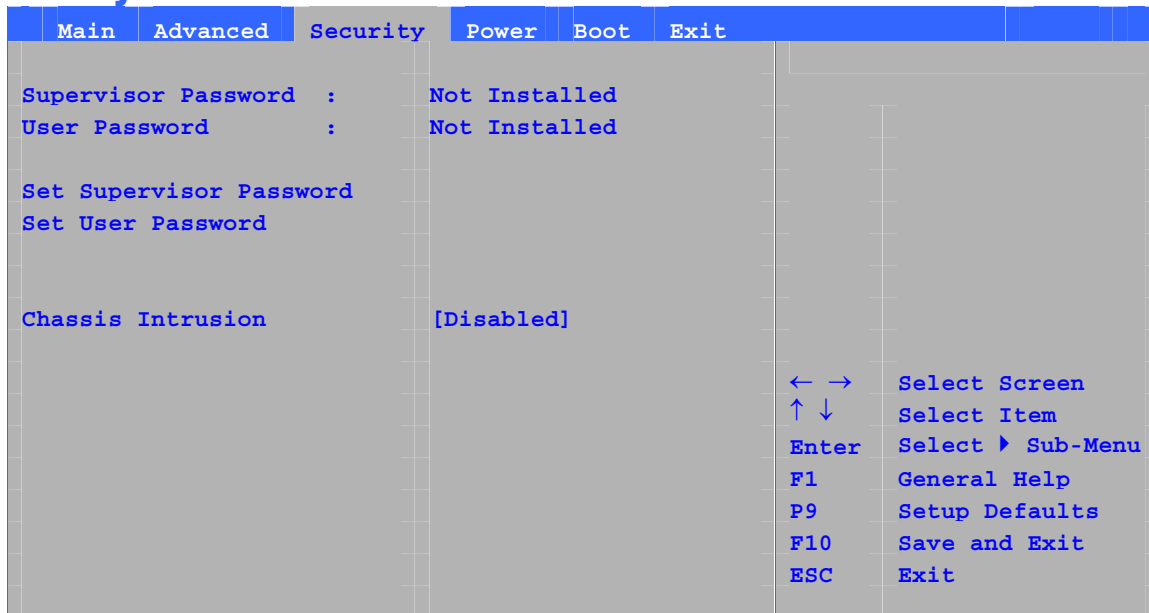 Main Advanced Security Power Boot Exit
Supervisor Password : Not Installed
User Password : Not Installed
Set Supervisor Password
Set User Password
Chassis Intrusion [Disabled]
← → Select Screen
↑ ↓ Select Item
Enter Select ▶ Sub-Menu
F1 General Help
P9 Setup Defaults
F10 Save and Exit
ESC Exit